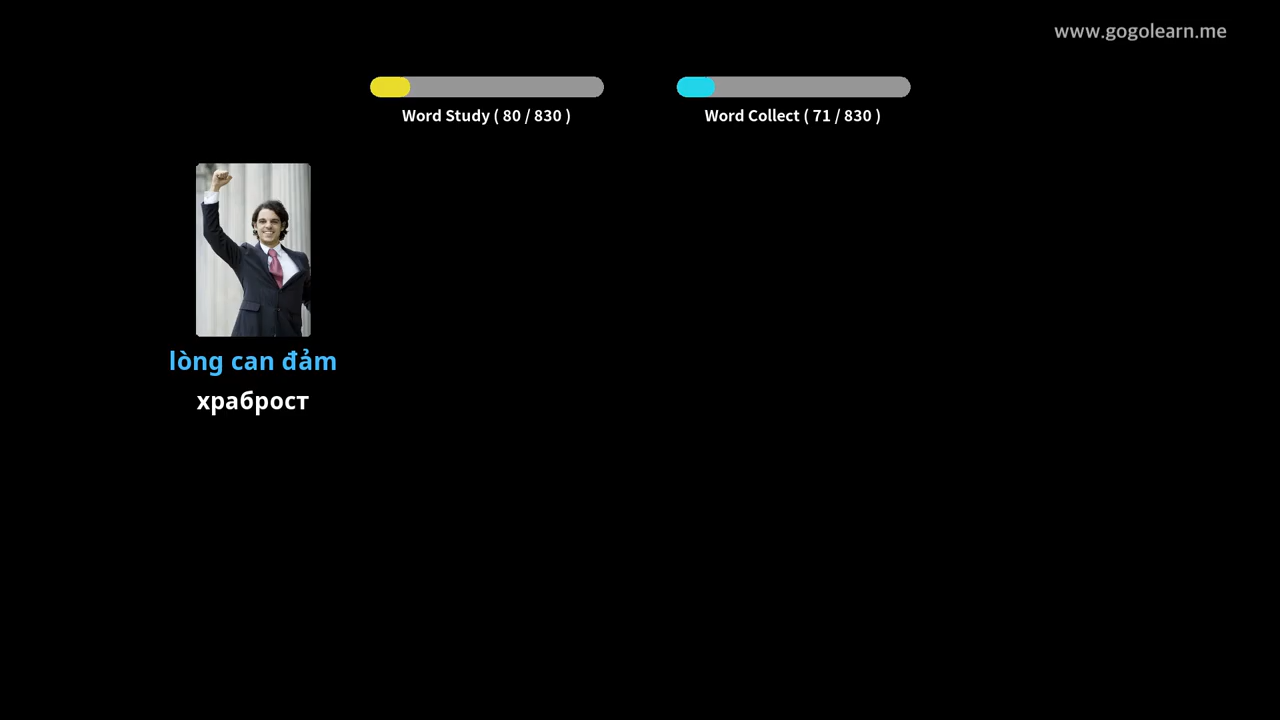 www.gogolearn.me
Word Study ( 80 / 830 )
Word Collect ( 71 / 830 )
lòng can đảm
храброст